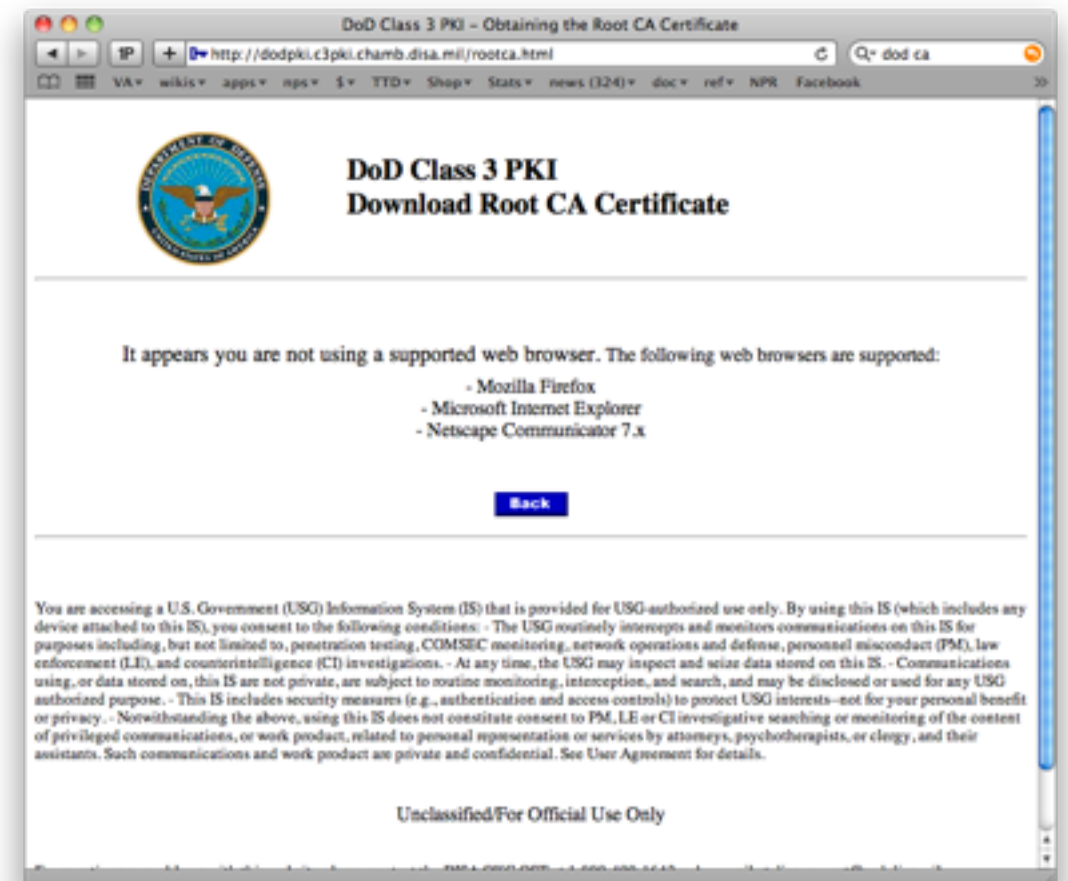 DoD Class 3 PKI – Obtaining the Root CA Certificate
1P + http://dodpki.c3pki.chamb.disa.mil/rootca.html dod ca
VA wikis apps nps $ TTD Shop Stats news (324) doc ref NPR Facebook
DEPARTMENT OF DEFENSE
UNITED STATES OF AMERICA
DoD Class 3 PKI
Download Root CA Certificate
It appears you are not using a supported web browser. The following web browsers are supported:
- Mozilla Firefox
- Microsoft Internet Explorer
- Netscape Communicator 7.x
Back
You are accessing a U.S. Government (USG) Information System (IS) that is provided for USG-authorized use only. By using this IS (which includes any
device attached to this IS), you consent to the following conditions: - The USG routinely intercepts and monitors communications on this IS for
purposes including, but not limited to, penetration testing, COMSEC monitoring, network operations and defense, personnel misconduct (PM), law
enforcement (LE), and counterintelligence (CI) investigations. - At any time, the USG may inspect and seize data stored on this IS. - Communications
using, or data stored on, this IS are not private, are subject to routine monitoring, interception, and search, and may be disclosed or used for any USG
authorized purpose. - This IS includes security measures (e.g., authentication and access controls) to protect USG interests--not for your personal benefit
or privacy. - Notwithstanding the above, using this IS does not constitute consent to PM, LE or CI investigative searching or monitoring of the content
of privileged communications, or work product, related to personal representation or services by attorneys, psychotherapists, or clergy, and their
assistants. Such communications and work product are private and confidential. See User Agreement for details.
Unclassified/For Official Use Only